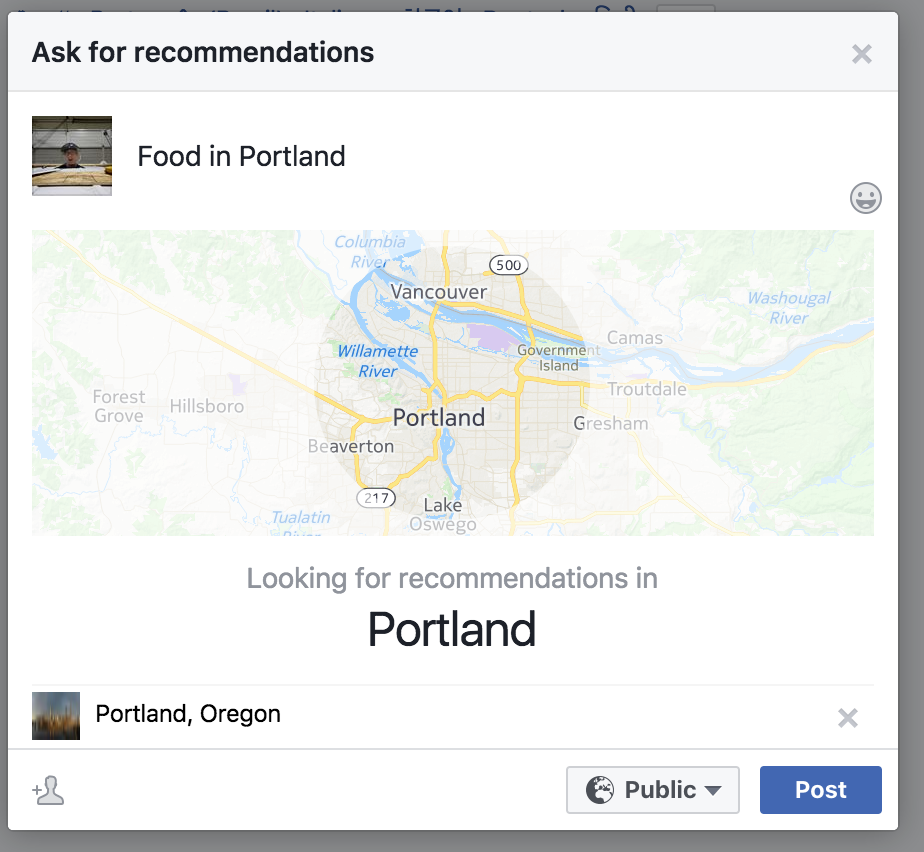 Ask for recommendations
Food in Portland
Columbia
River
500
Vancouver
Washougal
River
Camas
Willamette
River
Government
Island
Troutdale
Forest
Grove
Hillsboro
Portland
Gresham
Beaverton
217
Lake
Oswego
Tualatin
River
Looking for recommendations in
Portland
Portland, Oregon
Public
Post